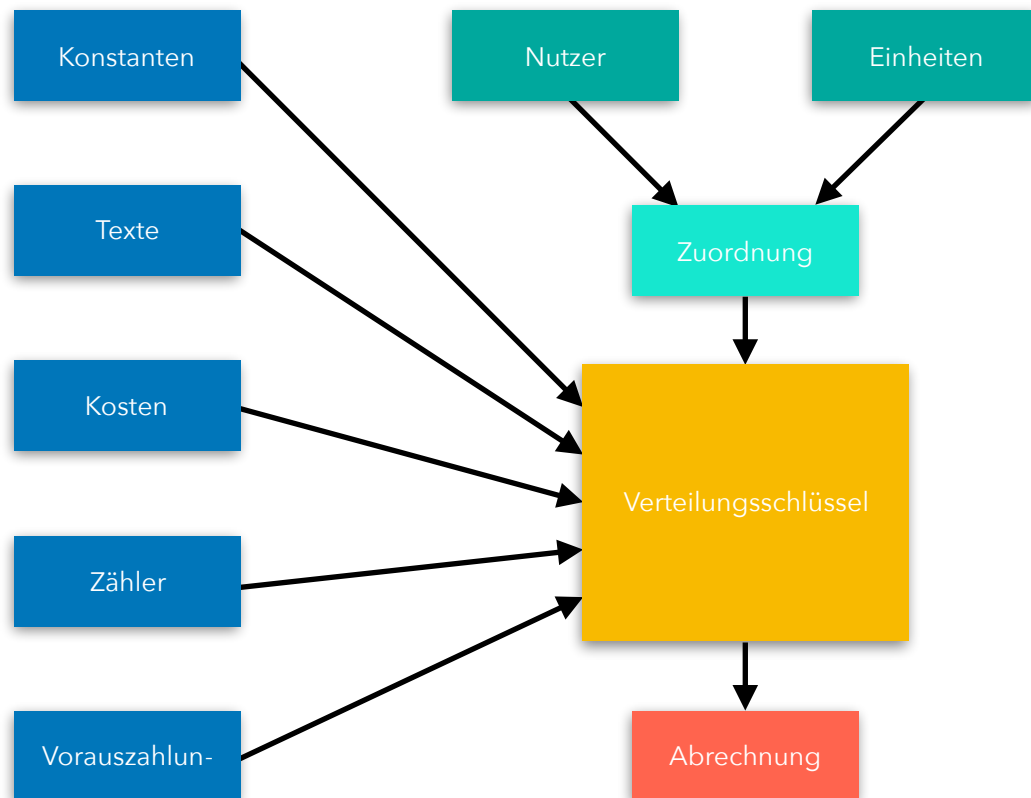 Konstanten
Nutzer
Einheiten
Texte
Zuordnung
Kosten
Verteilungsschlüssel
Zähler
Vorauszahlun-
Abrechnung